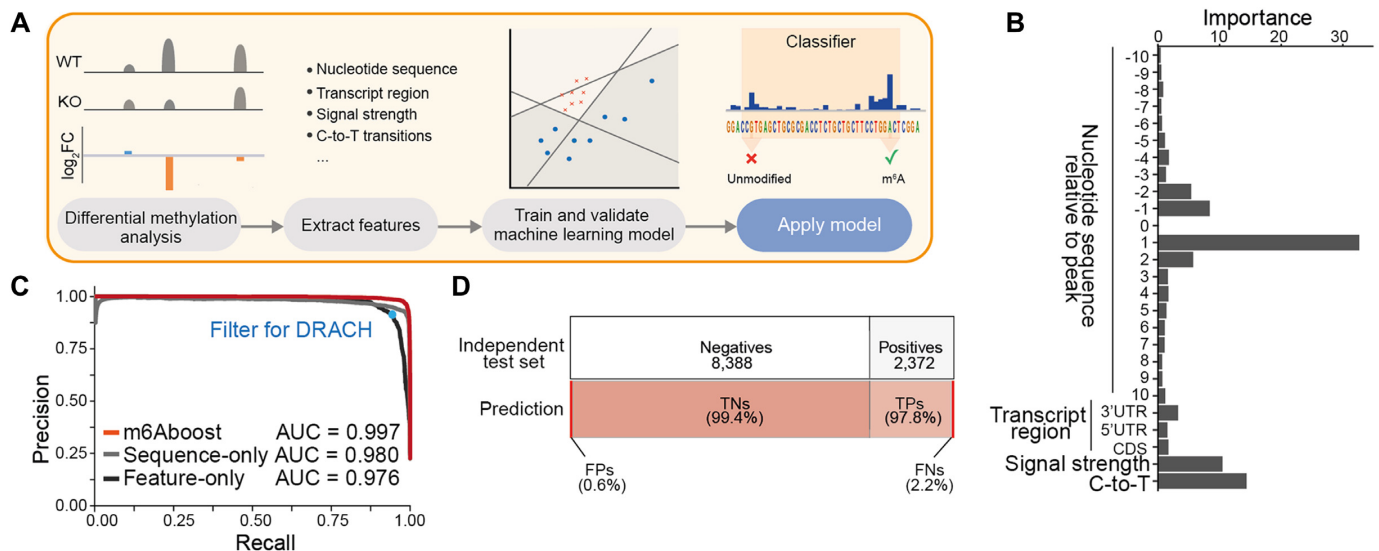 A
WT
KO
log2FC
• Nucleotide sequence
• Transcript region
• Signal strength
• C-to-T transitions
...
Classifier
GGACCGTGAGCTGCGCGACCTCTGCTGCTTCCTGGACTCGGA
Unmodified
m6A
Differential methylation
analysis
Extract features
Train and validate
machine learning model
Apply model
B
Importance
0
10
20
30
Nucleotide sequence
relative to peak
-10
-9
-8
-7
-6
-5
-4
-3
-2
-1
0
1
2
3
4
5
6
7
8
9
10
Transcript
region
3'UTR
5'UTR
CDS
Signal strength
C-to-T
C
Precision
1.00
0.75
0.50
0.25
0.00
Filter for DRACH
m6Aboost AUC = 0.997
Sequence-only AUC = 0.980
Feature-only AUC = 0.976
0.00
0.25
0.50
0.75
1.00
Recall
D
Independent
test set
Negatives
8,388
Positives
2,372
Prediction
TNs
(99.4%)
TPs
(97.8%)
FPs
(0.6%)
FNs
(2.2%)